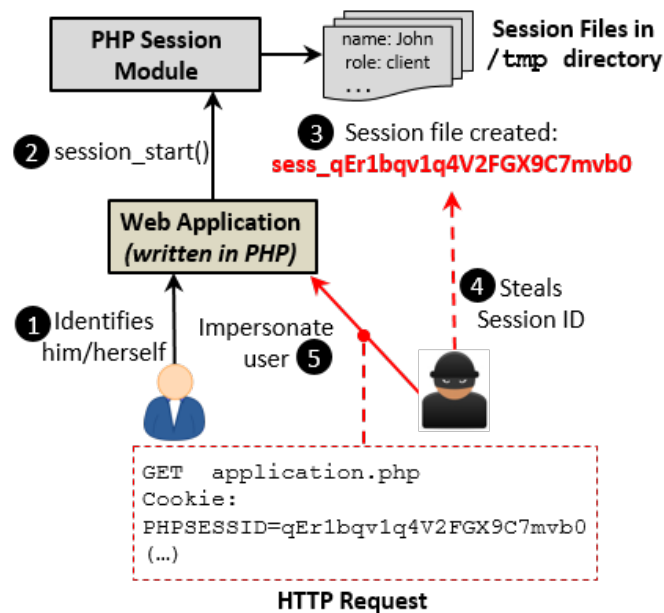 PHP Session
Module
name: John
role: client
...
Session Files in
/tmp directory
2 session_start()
3 Session file created:
sess_qEr1bqv1q4V2FGX9C7mvb0
Web Application
(written in PHP)
1 Identifies
him/herself
Impersonate
user 5
4 Steals
Session ID
GET application.php
Cookie:
PHPSESSID=qEr1bqv1q4V2FGX9C7mvb0
(…)
HTTP Request